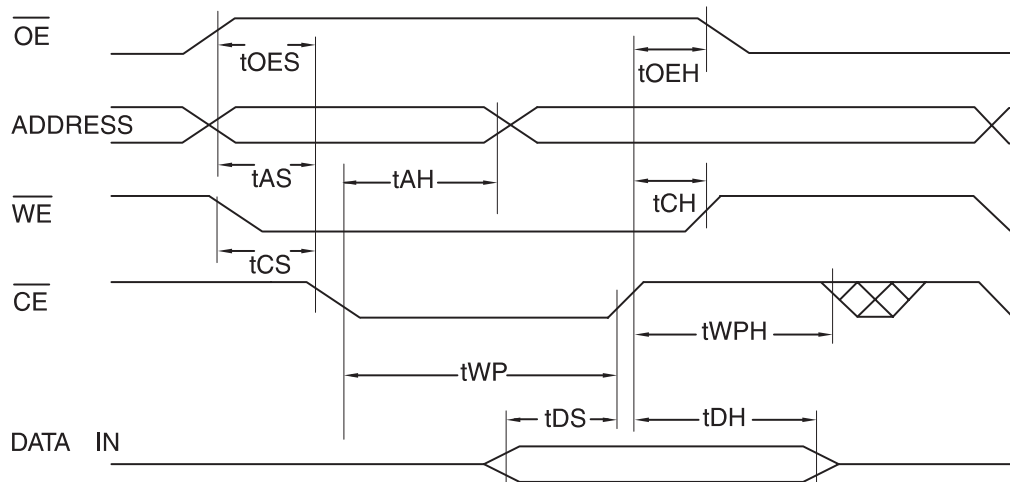 OE
tOES
tOEH
ADDRESS
tAS
tAH
WE
tCH
tCS
CE
tWPH
tWP
tDS
tDH
DATA IN